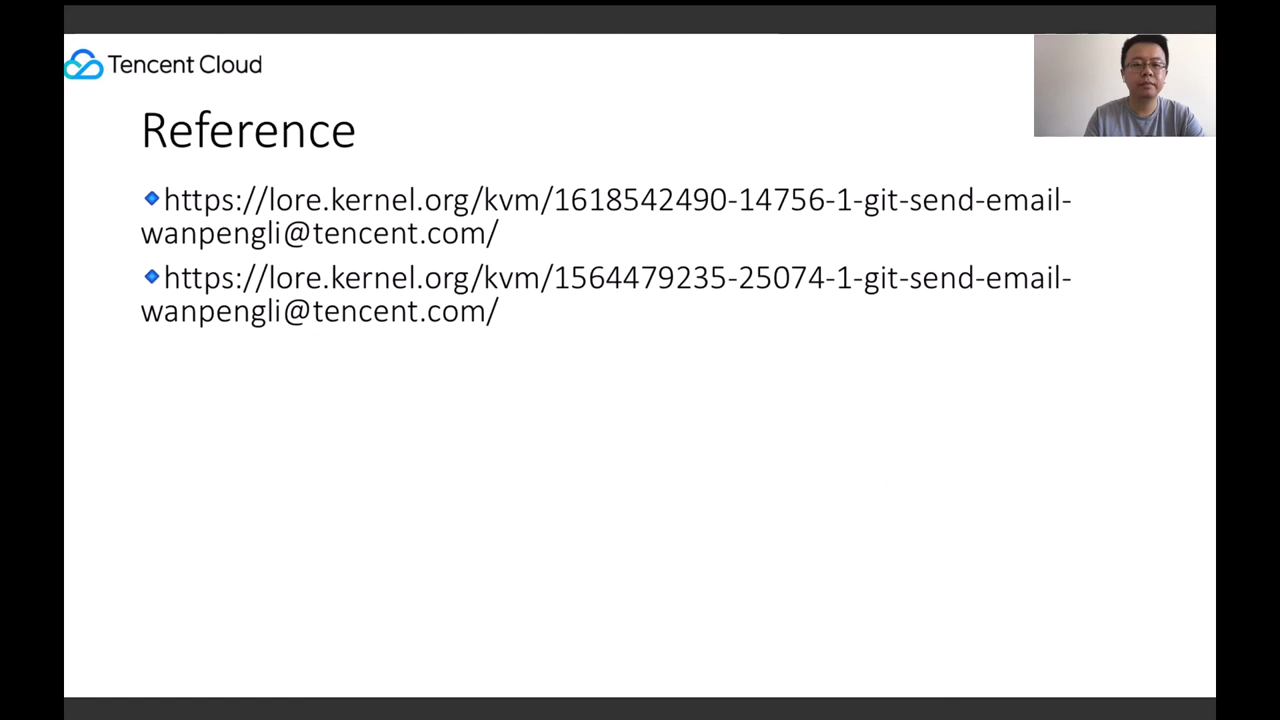 Tencent Cloud
Reference
https://lore.kernel.org/kvm/1618542490-14756-1-git-send-email-
wanpengli@tencent.com/
https://lore.kernel.org/kvm/1564479235-25074-1-git-send-email-
wanpengli@tencent.com/